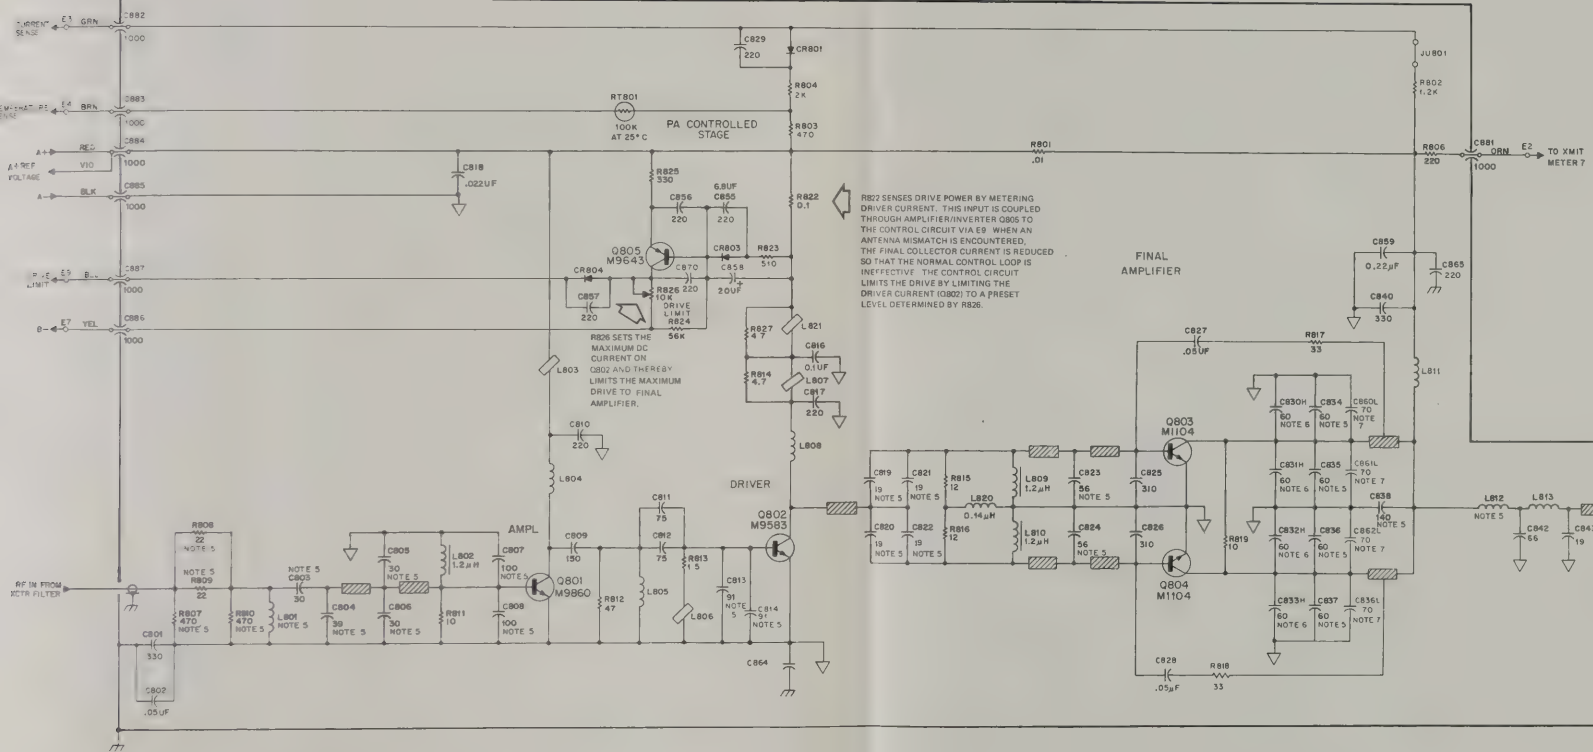 CURRENT SENSE
E3 GRN
C882
1000
E4 BRN
C883
1000
A+
RED
C884
A+ REF VOLTAGE
VIO
1000
C885
A-
BLK
1000
E9
C887
LIMIT
1000
C886
B-
E7 YEL
1000
C829
220
CR801
R804
2K
RT801
100K
AT 25°C
PA CONTROLLED
STAGE
R803
470
JU801
R802
1.2K
R801
.01
R806
220
C881
ORN
E2
1000
TO XMIT
METER 7
C818
.022UF
R825
330
C856
220
6.8UF
C855
220
R822
0.1
R822 SENSES DRIVE POWER BY METERING
DRIVER CURRENT. THIS INPUT IS COUPLED
THROUGH AMPLIFIER/INVERTER Q805 TO
THE CONTROL CIRCUIT VIA E9 WHEN AN
ANTENNA MISMATCH IS ENCOUNTERED,
THE FINAL COLLECTOR CURRENT IS REDUCED
SO THAT THE NORMAL CONTROL LOOP IS
INEFFECTIVE THE CONTROL CIRCUIT
LIMITS THE DRIVE BY LIMITING THE
DRIVER CURRENT (Q802) TO A PRESET
LEVEL DETERMINED BY R826.
Q805
M9643
CR803
R823
510
CR804
C857
220
R826
10K
DRIVE
LIMIT
C870
220
C858
+
20UF
R824
56K
R826 SETS THE
MAXIMUM DC
CURRENT ON
Q802 AND THEREBY
LIMITS THE MAXIMUM
DRIVE TO FINAL
AMPLIFIER.
R827
4.7
L821
C816
0.1UF
R814
4.7
L807
C817
220
L803
C810
220
L804
L808
FINAL
AMPLIFIER
C859
0.22µF
C865
220
C840
330
C827
.05UF
R817
33
L811
Q803
M1104
C830H
60
NOTE 6
C834
60
NOTE 5
C860L
70
NOTE
7
C831H
60
NOTE 6
C835
60
NOTE 5
C861L
70
NOTE 7
C838
140
NOTE 5
C832H
60
NOTE 6
C836
60
NOTE 5
C862L
70
NOTE 7
C833H
60
NOTE 6
C837
60
NOTE 5
C836L
70
NOTE 7
L812
NOTE 5
L813
C842
66
19
DRIVER
Q802
M9583
C819
19
NOTE 5
C821
19
NOTE 5
R815
12
L809
1.2µH
C823
56
NOTE 5
C825
310
L820
0.14µH
C820
19
NOTE 5
C822
19
NOTE 5
R816
12
L810
1.2µH
C824
56
NOTE 5
C826
310
R819
10
Q804
M1104
C828
.05µF
R818
33
AMPL
C811
75
C809
150
C812
75
R813
1.5
Q801
M9860
R812
47
L805
L806
C813
91
NOTE
5
C814
91
NOTE 5
C864
R808
22
NOTE 5
NOTE 5
R809
22
NOTE 5
C803
30
C805
30
NOTE 5
L802
1.2µH
C807
100
NOTE 5
RF IN FROM
XCTR FILTER
R807
470
NOTE 5
R810
470
NOTE 5
L801
NOTE 5
C804
39
NOTE 5
C806
30
NOTE 5
R811
10
C808
100
NOTE 5
C801
330
C802
.05UF